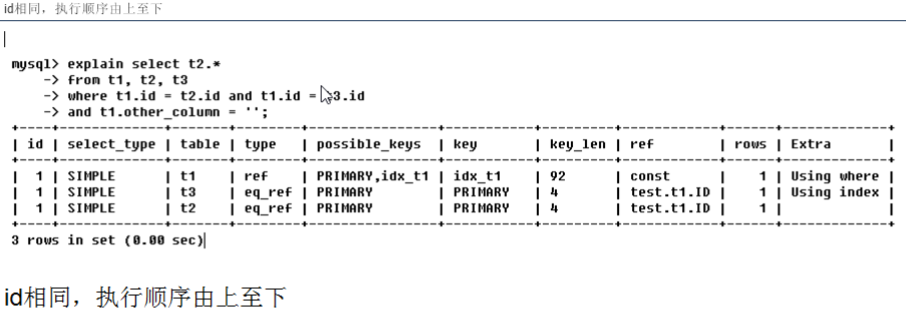 id相同，执行顺序由上至下
mysql> explain select t2.*
-> from t1, t2, t3
-> where t1.id = t2.id and t1.id = 3.id
-> and t1.other_column = '';
+----+-------------+-------+--------+----------------+---------+---------+------------+------+-------------+
| id | select_type | table | type | possible_keys | key | key_len | ref | rows | Extra |
+----+-------------+-------+--------+----------------+---------+---------+------------+------+-------------+
| 1 | SIMPLE | t1 | ref | PRIMARY,idx_t1 | idx_t1 | 92 | const | 1 | Using where |
| 1 | SIMPLE | t3 | eq_ref | PRIMARY | PRIMARY | 4 | test.t1.ID | 1 | Using index |
| 1 | SIMPLE | t2 | eq_ref | PRIMARY | PRIMARY | 4 | test.t1.ID | 1 | |
+----+-------------+-------+--------+----------------+---------+---------+------------+------+-------------+
3 rows in set (0.00 sec)
id相同，执行顺序由上至下